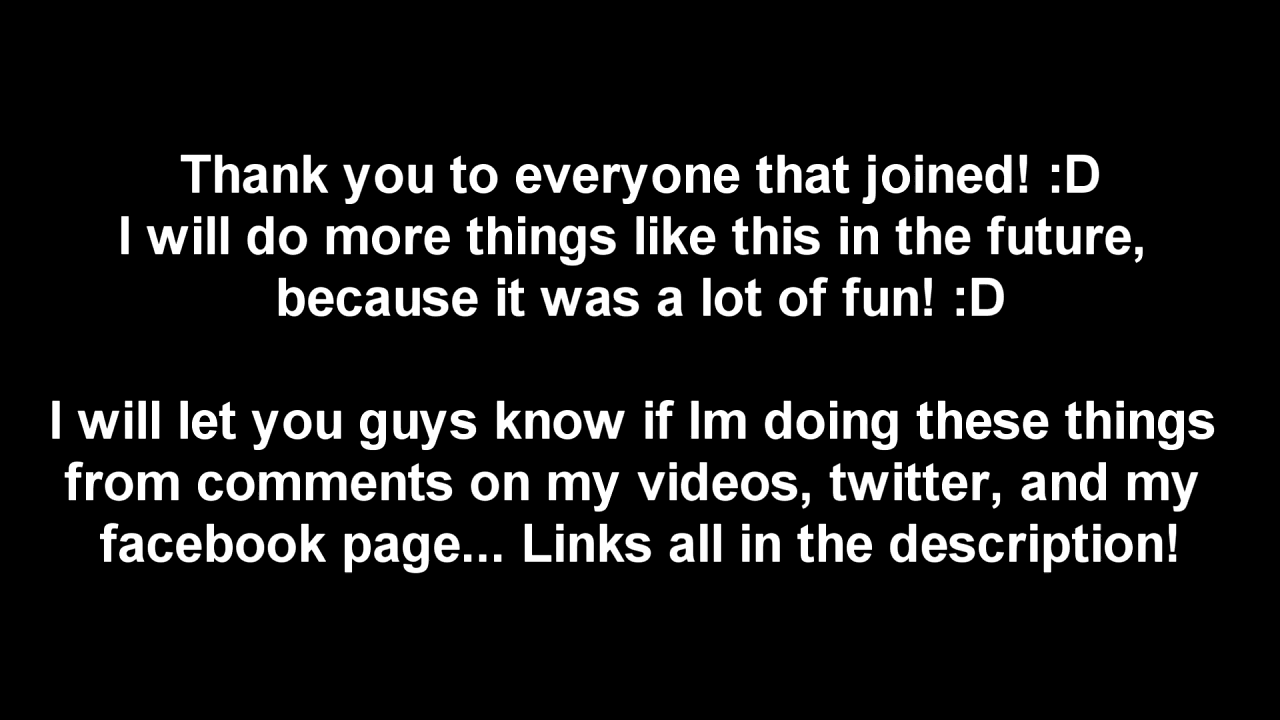 Thank you to everyone that joined! :D
I will do more things like this in the future,
because it was a lot of fun! :D
I will let you guys know if Im doing these things
from comments on my videos, twitter, and my
facebook page... Links all in the description!